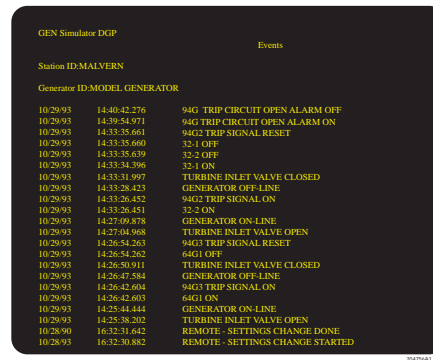 GEN Simulator DGP
Events
Station ID:MALVERN
Generator ID:MODEL GENERATOR
10/29/93 14:40:42.276 94G TRIP CIRCUIT OPEN ALARM OFF
10/29/93 14:39:54.971 94G TRIP CIRCUIT OPEN ALARM ON
10/29/93 14:33:35.661 94G2 TRIP SIGNAL RESET
10/29/93 14:33:35.660 32-1 OFF
10/29/93 14:33:35.639 32-2 OFF
10/29/93 14:33:34.396 32-1 ON
10/29/93 14:33:31.997 TURBINE INLET VALVE CLOSED
10/29/93 14:33:28.423 GENERATOR OFF-LINE
10/29/93 14:33:26.452 94G2 TRIP SIGNAL ON
10/29/93 14:33:26.451 32-2 ON
10/29/93 14:27:09.878 GENERATOR ON-LINE
10/29/93 14:27:04.968 TURBINE INLET VALVE OPEN
10/29/93 14:26:54.263 94G3 TRIP SIGNAL RESET
10/29/93 14:26:54.262 64G1 OFF
10/29/93 14:26:50.911 TURBINE INLET VALVE CLOSED
10/29/93 14:26:47.584 GENERATOR OFF-LINE
10/29/93 14:26:42.604 94G3 TRIP SIGNAL ON
10/29/93 14:26:42.603 64G1 ON
10/29/93 14:25:44.444 GENERATOR ON-LINE
10/29/93 14:25:38.202 TURBINE INLET VALVE OPEN
10/28/90 16:32:31.642 REMOTE - SETTINGS CHANGE DONE
10/28/93 16:32:30.882 REMOTE - SETTINGS CHANGE STARTED
704756A1